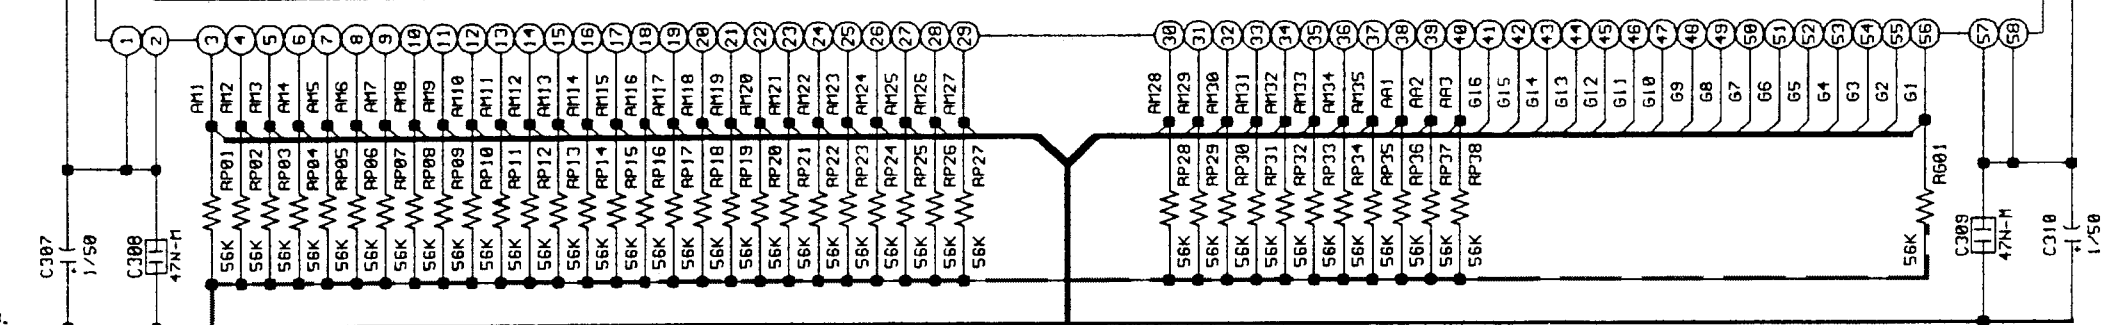 1 2 3 4 5 6 7 8 9 10 11 12 13 14 15 16 17 18 19 20 21 22 23 24 25 26 27 28 29 30 31 32 33 34 35 36 37 38 39 40 41 42 43 44 45 46 47 48 49 50 51 52 53 54 55 56 57 58
AM1 AM2 AM3 AM4 AM5 AM6 AM7 AM8 AM9 AM10 AM11 AM12 AM13 AM14 AM15 AM16 AM17 AM18 AM19 AM20 AM21 AM22 AM23 AM24 AM25 AM26 AM27 AM28 AM29 AM30 AM31 AM32 AM33 AM34 AM35 AA1 AA2 AA3 G16 G15 G14 G13 G12 G11 G10 G9 G8 G7 G6 G5 G4 G3 G2 G1
RP01 RP02 RP03 RP04 RP05 RP06 RP07 RP08 RP09 RP10 RP11 RP12 RP13 RP14 RP15 RP16 RP17 RP18 RP19 RP20 RP21 RP22 RP23 RP24 RP25 RP26 RP27 RP28 RP29 RP30 RP31 RP32 RP33 RP34 RP35 RP36 RP37 RP38 RG01
C307 1/50
C308 47N-M
56K 56K 56K 56K 56K 56K 56K 56K 56K 56K 56K 56K 56K 56K 56K 56K 56K 56K 56K 56K 56K 56K 56K 56K 56K 56K 56K 56K 56K 56K 56K 56K 56K 56K 56K 56K 56K 56K 56K
C309 47N-M
C310 1/50